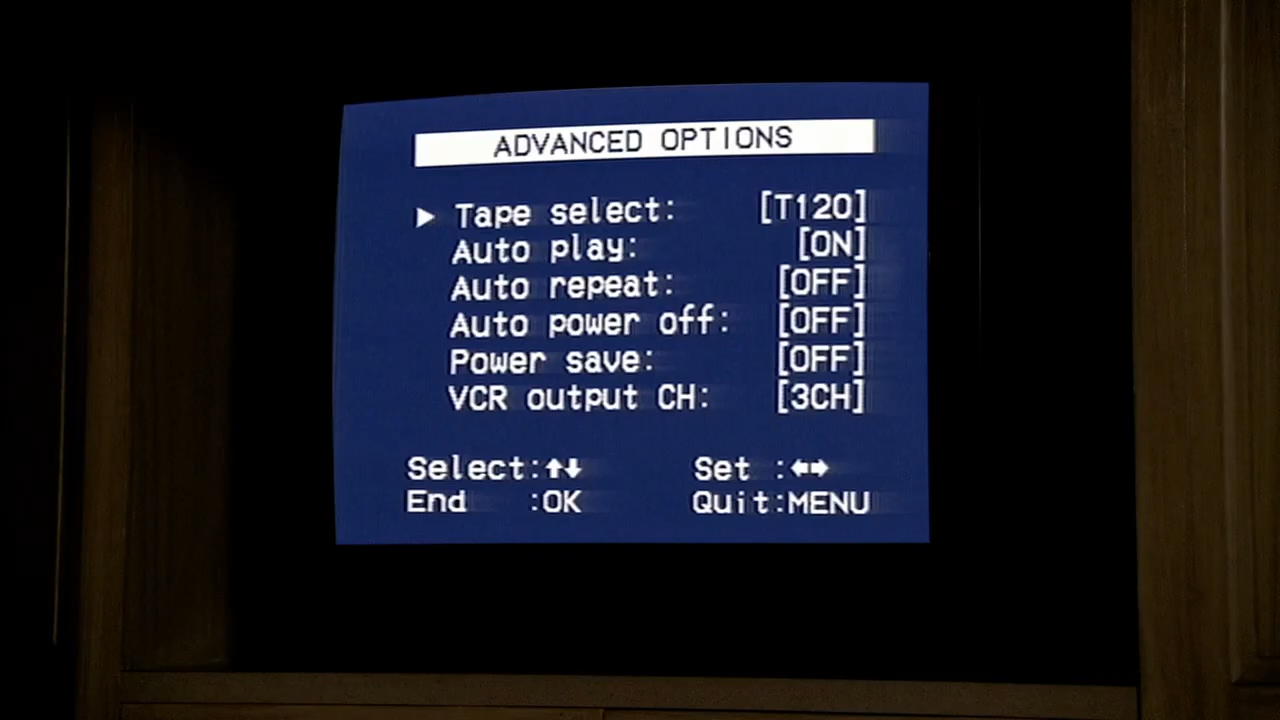 ADVANCED OPTIONS
▶ Tape select: [T120]
Auto play: [ON]
Auto repeat: [OFF]
Auto power off: [OFF]
Power save: [OFF]
VCR output CH: [3CH]
Select:↑↓ Set :←→
End :OK Quit:MENU